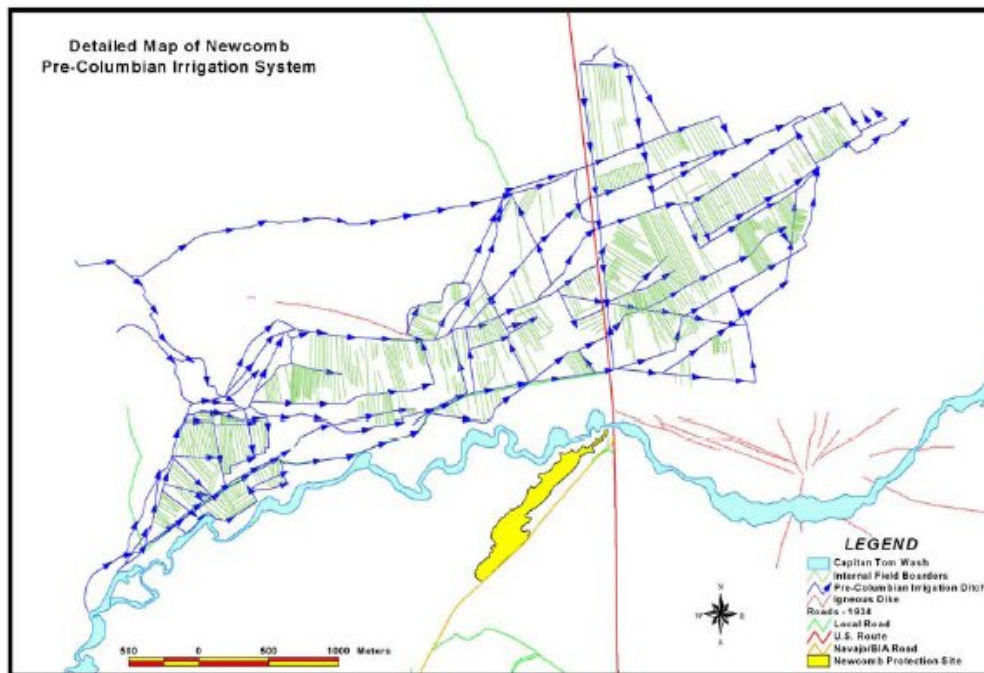 Detailed Map of Newcomb
Pre-Columbian Irrigation System
LEGEND
Capitan Tom Wash
Internal Field Boarders
Pre-Columbian Irrigation Ditch
Igneous Dike
Roads - 1934
Local Road
U.S. Route
Navajo/BIA Road
Newcomb Protection Site
N
W E
S
500 0 500 1000 Meters